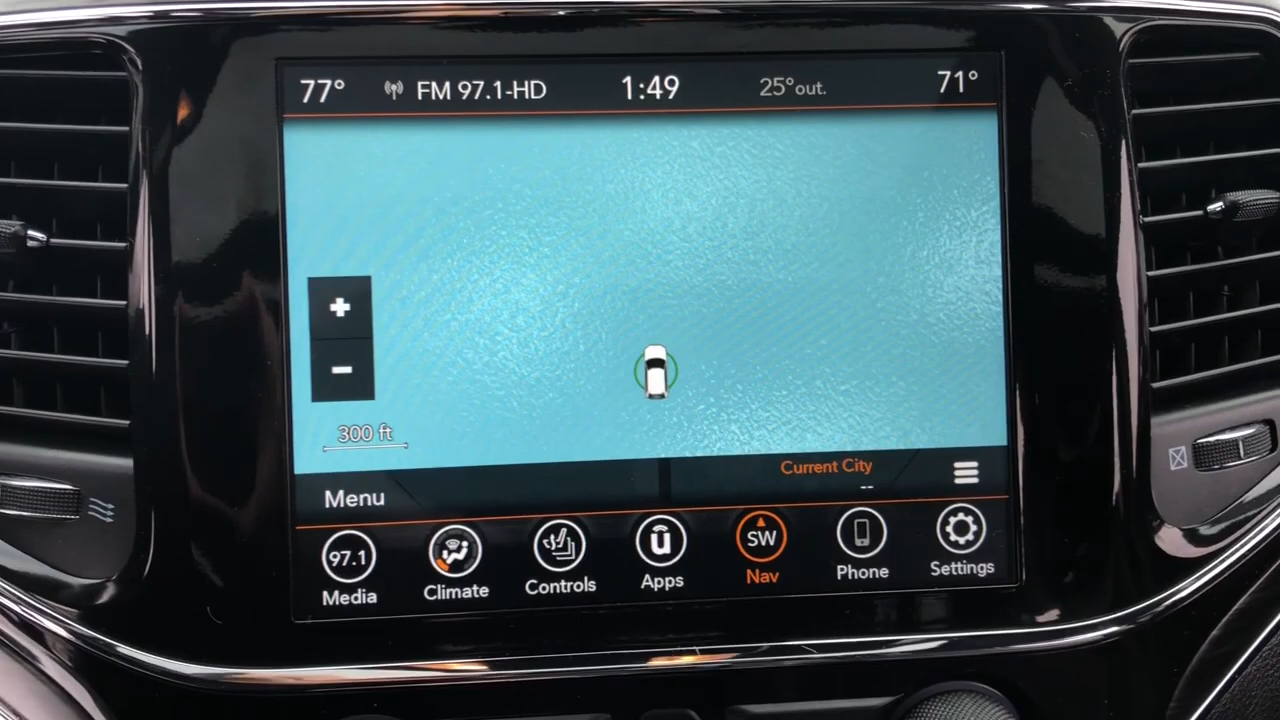 77° FM 97.1-HD 1:49 25°out. 71°
300 ft
Current City
--
Menu
97.1 SW
Media Climate Controls Apps Nav Phone Settings